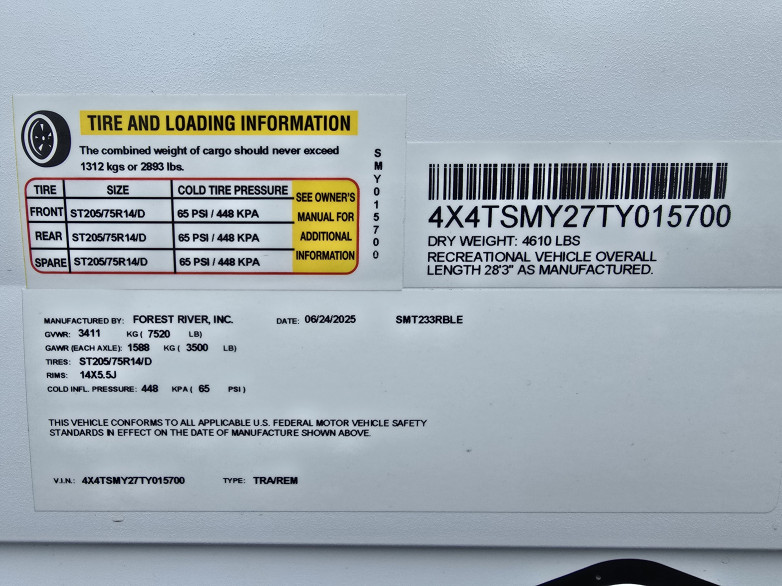 TIRE AND LOADING INFORMATION
The combined weight of cargo should never exceed
1312 kgs or 2893 lbs.
TIRE SIZE COLD TIRE PRESSURE
FRONT ST205/75R14/D 65 PSI / 448 KPA
REAR ST205/75R14/D 65 PSI / 448 KPA
SPARE ST205/75R14/D 65 PSI / 448 KPA
SEE OWNER'S
MANUAL FOR
ADDITIONAL
INFORMATION
SMY015700
4X4TSMY27TY015700
DRY WEIGHT: 4610 LBS
RECREATIONAL VEHICLE OVERALL
LENGTH 28'3" AS MANUFACTURED.
MANUFACTURED BY: FOREST RIVER, INC. DATE: 06/24/2025 SMT233RBLE
GVWR: 3411 KG ( 7520 LB)
GAWR (EACH AXLE): 1588 KG ( 3500 LB)
TIRES: ST205/75R14/D
RIMS: 14X5.5J
COLD INFL. PRESSURE: 448 KPA ( 65 PSI )
THIS VEHICLE CONFORMS TO ALL APPLICABLE U.S. FEDERAL MOTOR VEHICLE SAFETY
STANDARDS IN EFFECT ON THE DATE OF MANUFACTURE SHOWN ABOVE.
V.I.N.: 4X4TSMY27TY015700 TYPE: TRA/REM